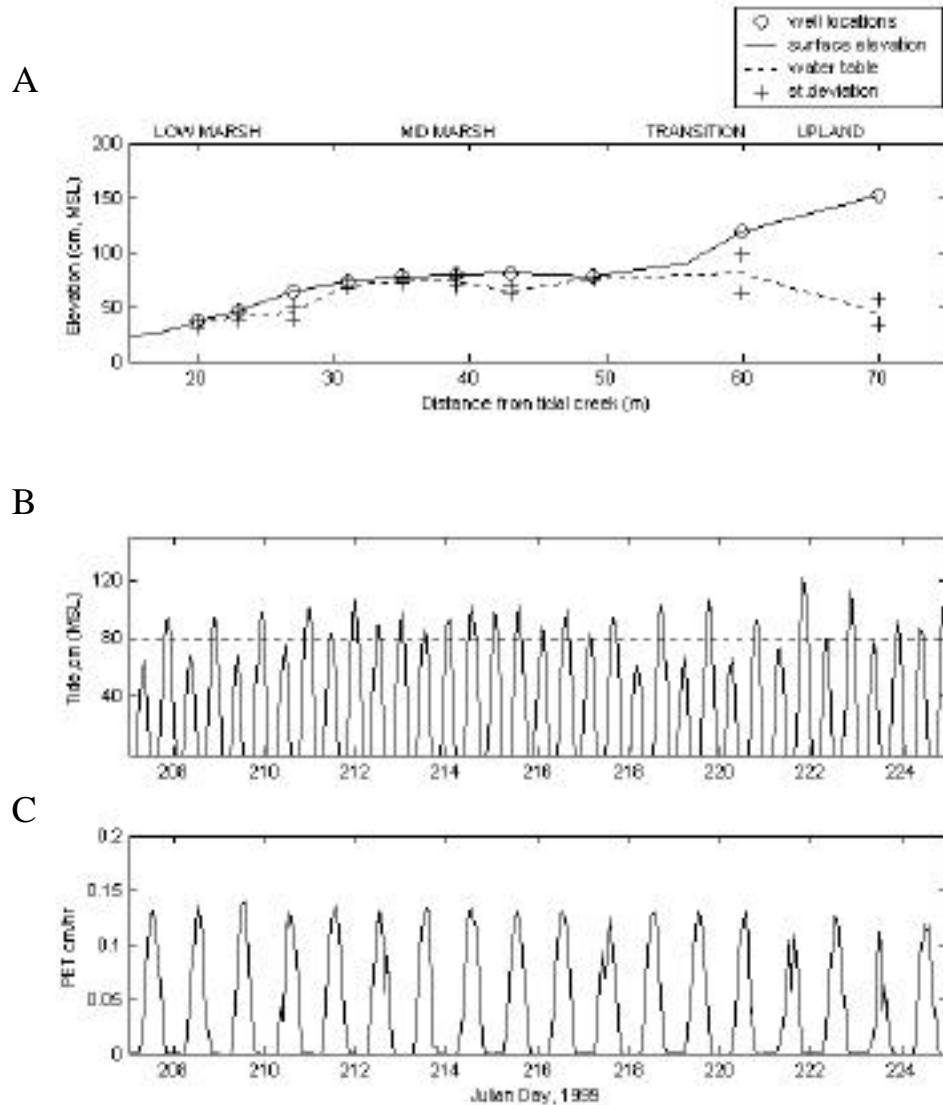 well locations
surface elevation
water table
st.deviation
A
LOW MARSH MID MARSH TRANSITION UPLAND
200
150
100
50
0
Elevation (cm, MSL)
20 30 40 50 60 70
Distance from tidal creek (m)
B
120
80
40
Tide, cm (MSL)
208 210 212 214 216 218 220 222 224
C
0.2
0.15
0.1
0.05
0
PET cm/hr
208 210 212 214 216 218 220 222 224
Julian Day, 1999